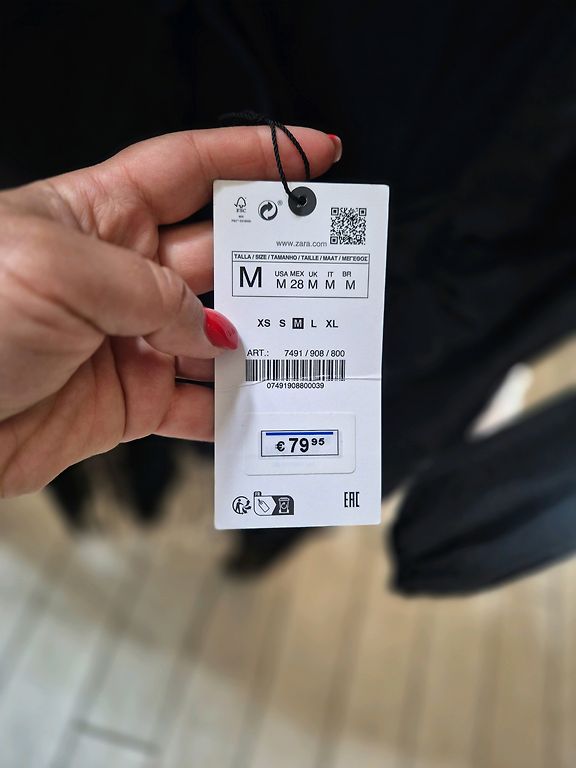 FSC
www.zara.com
TALLA / SIZE / TAMANHO / TAILLE / MAAT / ΜΕΓΕΘΟΣ
M
USA MEX UK IT BR
M 28 M M M
XS S M L XL
ART.: 7491 / 908 / 800
07491908800039
€ 79 95
EAC